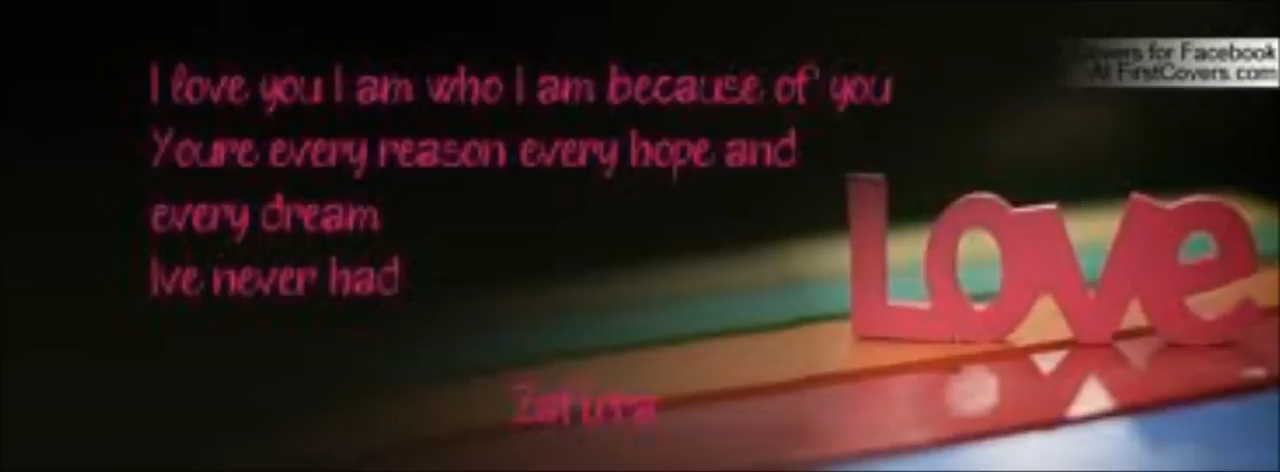 I love you I am who I am because of you
Youre every reason every hope and
every dream
Ive never had
Love
Covers for Facebook
At FirstCovers.com